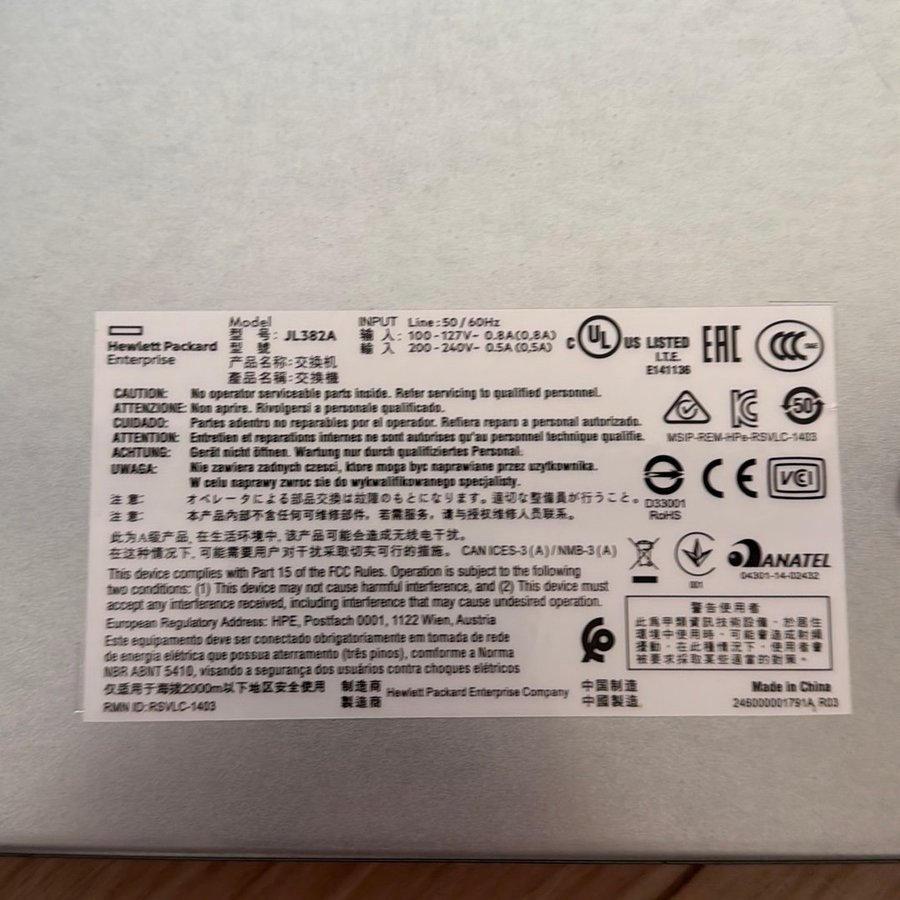 Hewlett Packard
Enterprise
Model
型 号:
型 號 JL382A
产品名称:交换机
產品名稱:交換機
INPUT Line:50/60Hz
输 入: 100-127V~ 0.8A(0,8A)
輸 入 200-240V~ 0.5A(0,5A)
C UL US LISTED
I.T.E.
E141136
EAC
CCC
CAUTION: No operator serviceable parts inside. Refer servicing to qualified personnel.
ATTENZIONE: Non aprire. Rivolgersi a personale qualificado.
CUIDADO: Partes adentro no reparables por el operador. Refiera reparo a personal autorizado.
ATTENTION: Entretien et reparations internes ne sont autorises qu'au personnel technique qualifie.
ACHTUNG: Gerät nicht öffnen. Wartung nur durch qualifiziertes Personal.
UWAGA: Nie zawiera zadnych czesci, ktore moga byc naprawiane przez uzytkownika.
W celu naprawy zwroc sie do wykwalifikowanego specjalisty.
注 意: オペレータによる部品交換は故障のもとになります。適切な整備員が行うこと。
注 意: 本产品内部不含任何可维修部件，若需服务，请与授权维修人员联系。
KC
50
MSIP-REM-HPe-RSVLC-1403
D33001
RoHS
CE
VCCI
此为A级产品,在生活环境中,该产品可能会造成无线电干扰。
在这种情况下,可能需要用户对干扰采取切实可行的措施。 CAN ICES-3 (A) / NMB-3 (A)
This device complies with Part 15 of the FCC Rules. Operation is subject to the following
two conditions: (1) This device may not cause harmful interference, and (2) This device must
accept any interference received, including interference that may cause undesired operation.
European Regulatory Address: HPE, Postfach 0001, 1122 Wien, Austria
Este equipamento deve ser conectado obrigatoriamente em tomada de rede
de energia elétrica que possua aterramento (três pinos), comforme a Norma
NBR ABNT 5410, visando a segurança dos usuários contra choques elétricos
001
ANATEL
04301-14-02432
警告使用者
此為甲類資訊技術設備，於居住
環境中使用時，可能會造成射頻
擾動，在此種情況下，使用者會
被要求採取某些適當的對策。
仅适用于海拔2000m以下地区安全使用
RMN ID: RSVLC-1403
制造商
製造商 Hewlett Packard Enterprise Company
中国制造
中國製造
Made in China
246000001791A, R03